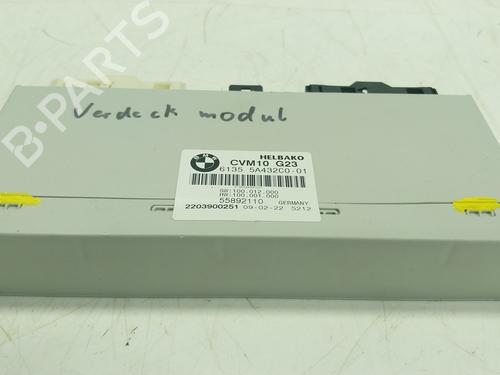 Verdeck modul
BMW
HELBAKO
CVM10 G23
6135 5A432C0-01
SW:100.012.000
HW:100.001.000
55892110 GERMANY
2203900251 09-02-22 5212
B-PARTS